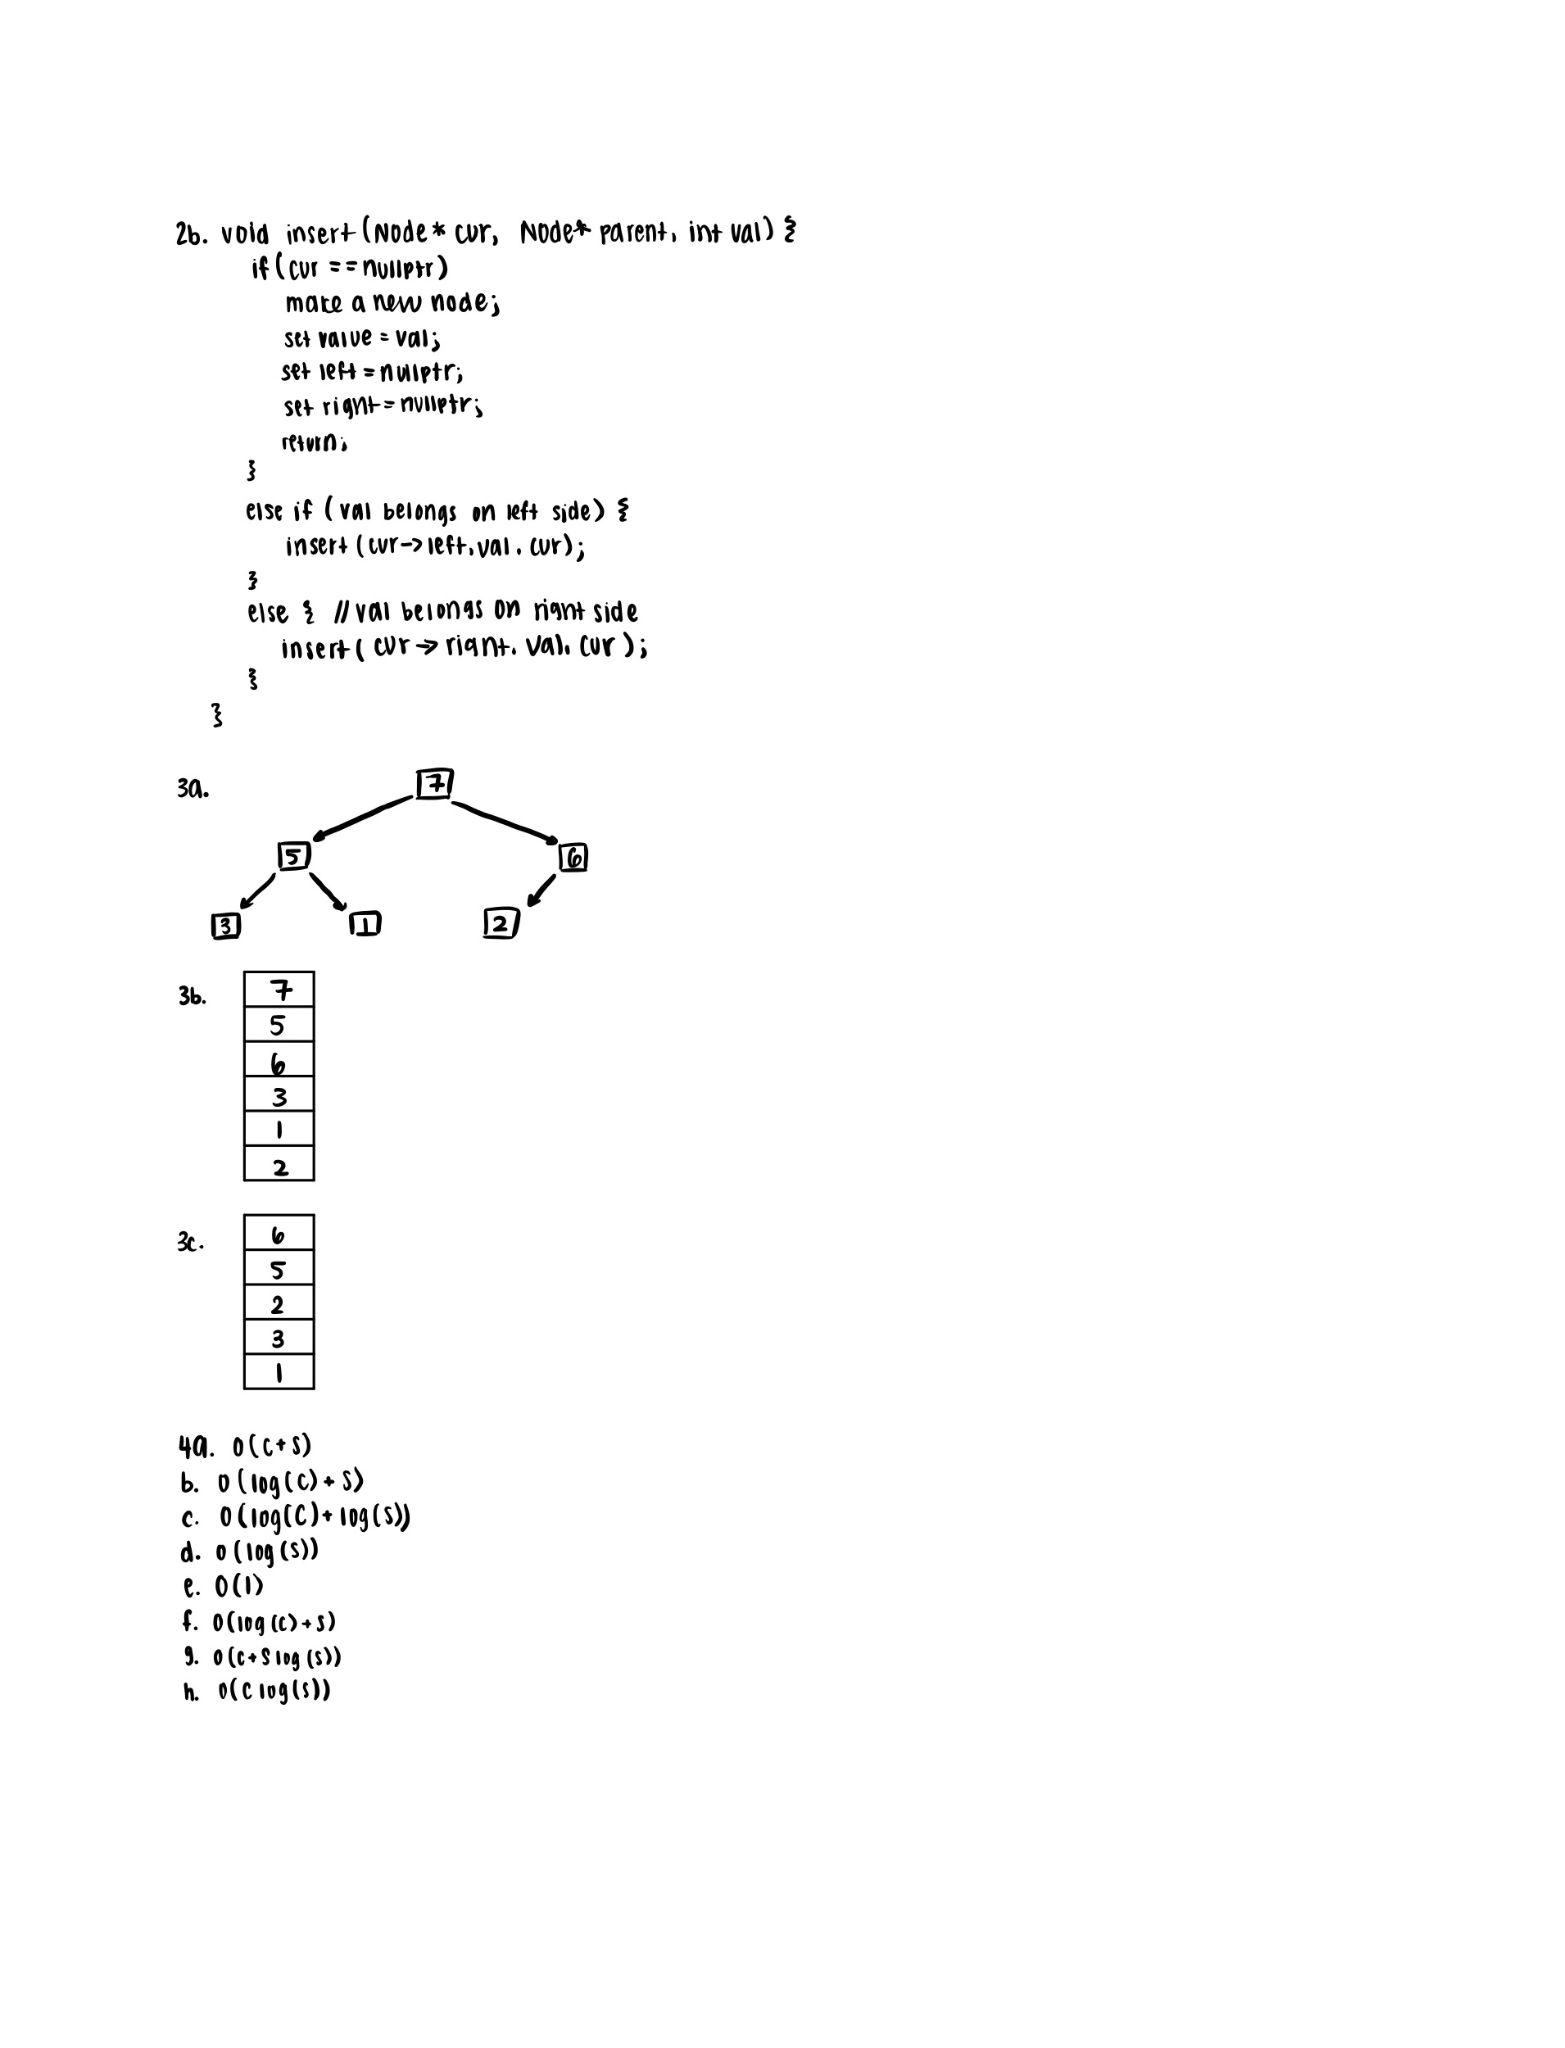 2b. void insert (Node* cur, Node* parent, int val) {
if (cur == nullptr)
make a new node;
set value = val;
set left = nullptr;
set right = nullptr;
return;
}
else if (val belongs on left side) {
insert (cur->left, val, cur);
}
else { // val belongs on right side
insert ( cur -> right, val, cur );
}
}
3a.
7
5 6
3 1 2
3b.
7
5
6
3
1
2
3c.
6
5
2
3
1
4a. O(C+S)
b. O(log(C)+S)
c. O(log(C)+log(S))
d. O(log(S))
e. O(1)
f. O(log(C)+S)
g. O(C+S log(S))
h. O(C log(S))